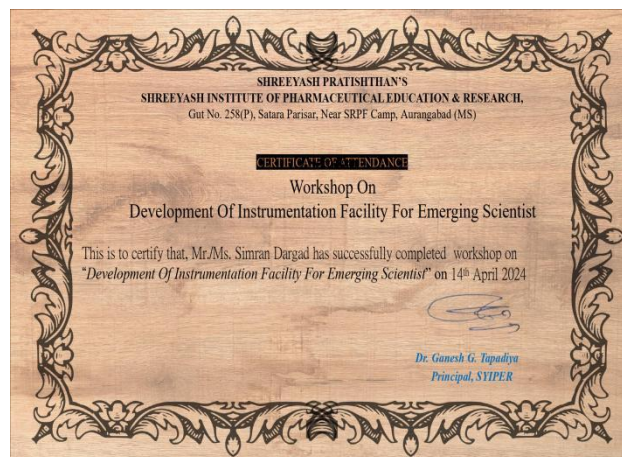 SHREEYASH PRATISHTHAN'S
SHREEYASH INSTITUTE OF PHARMACEUTICAL EDUCATION & RESEARCH,
Gut No. 258(P), Satara Parisar, Near SRPF Camp, Aurangabad (MS)
CERTIFICATE OF ATTENDANCE
Workshop On
Development Of Instrumentation Facility For Emerging Scientist
This is to certify that, Mr./Ms. Simran Dargad has successfully completed workshop on
"Development Of Instrumentation Facility For Emerging Scientist" on 14th April 2024
Dr. Ganesh G. Tapadiya
Principal, SYIPER